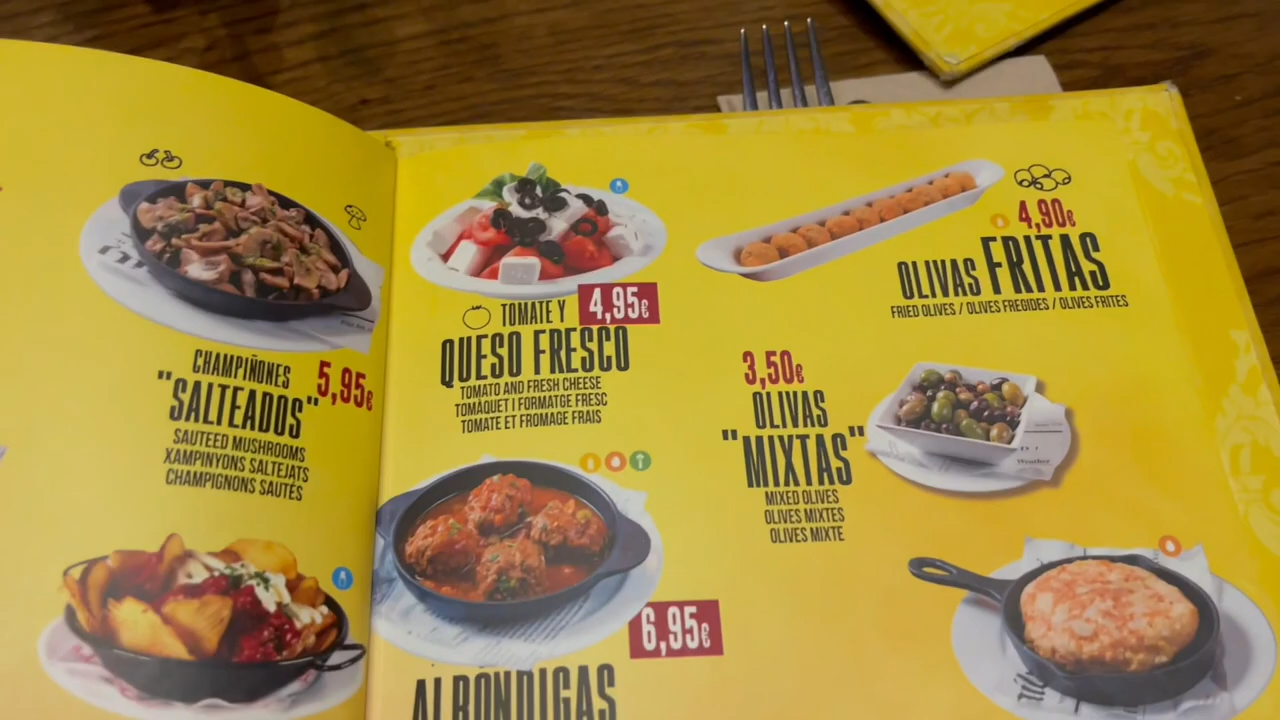 CHAMPIÑONES
"SALTEADOS"
5,95€
SAUTEED MUSHROOMS
XAMPINYONS SALTEJATS
CHAMPIGNONS SAUTÉS
TOMATE Y
4,95€
QUESO FRESCO
TOMATO AND FRESH CHEESE
TOMÀQUET I FORMATGE FRESC
TOMATE ET FROMAGE FRAIS
6,95€
ALBONDIGAS
4,90€
OLIVAS FRITAS
FRIED OLIVES / OLIVES FREGIDES / OLIVES FRITES
3,50€
OLIVAS
"MIXTAS"
MIXED OLIVES
OLIVES MIXTES
OLIVES MIXTE
Weather